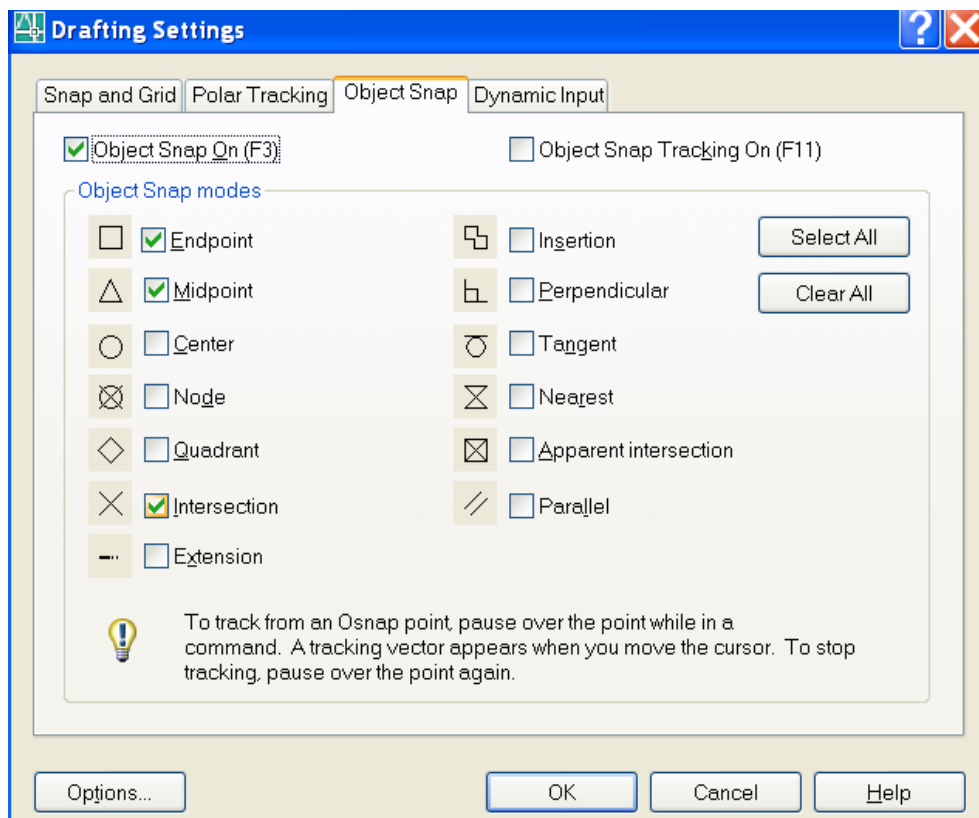 Drafting Settings
Snap and Grid Polar Tracking Object Snap Dynamic Input
Object Snap On (F3) Object Snap Tracking On (F11)
Object Snap modes
Endpoint Insertion Select All
Midpoint Perpendicular Clear All
Center Tangent
Node Nearest
Quadrant Apparent intersection
Intersection Parallel
Extension
To track from an Osnap point, pause over the point while in a
command. A tracking vector appears when you move the cursor. To stop
tracking, pause over the point again.
Options... OK Cancel Help